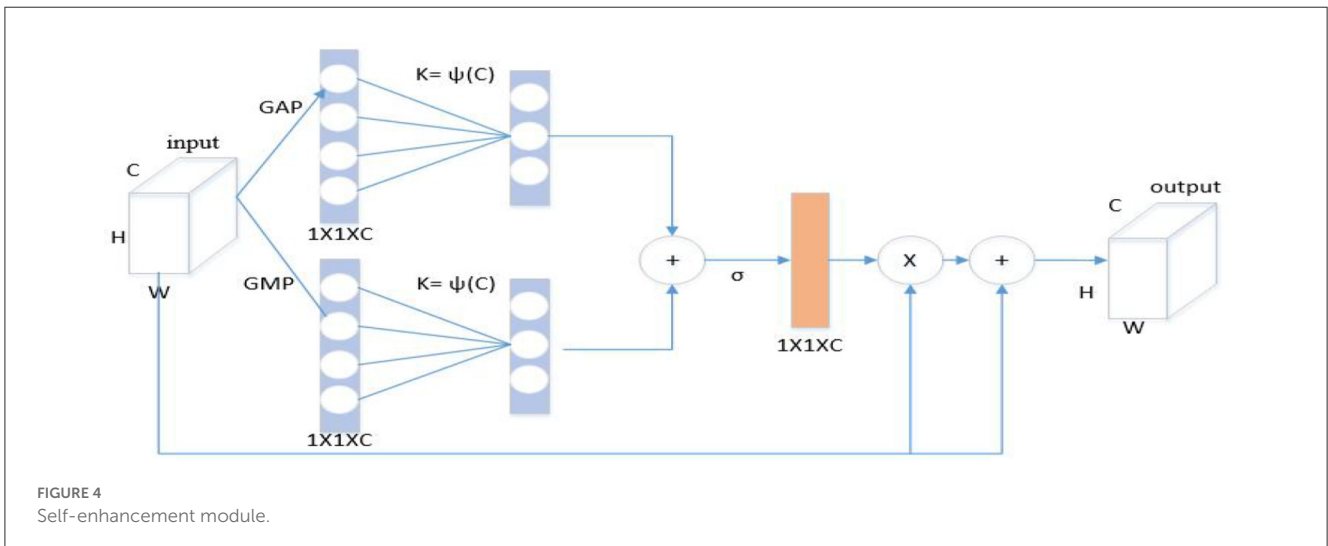 input
C
H
W
GAP
GMP
1X1XC
K= ψ(C)
1X1XC
K= ψ(C)
+
σ
1X1XC
X
+
output
C
H
W
FIGURE 4
Self-enhancement module.